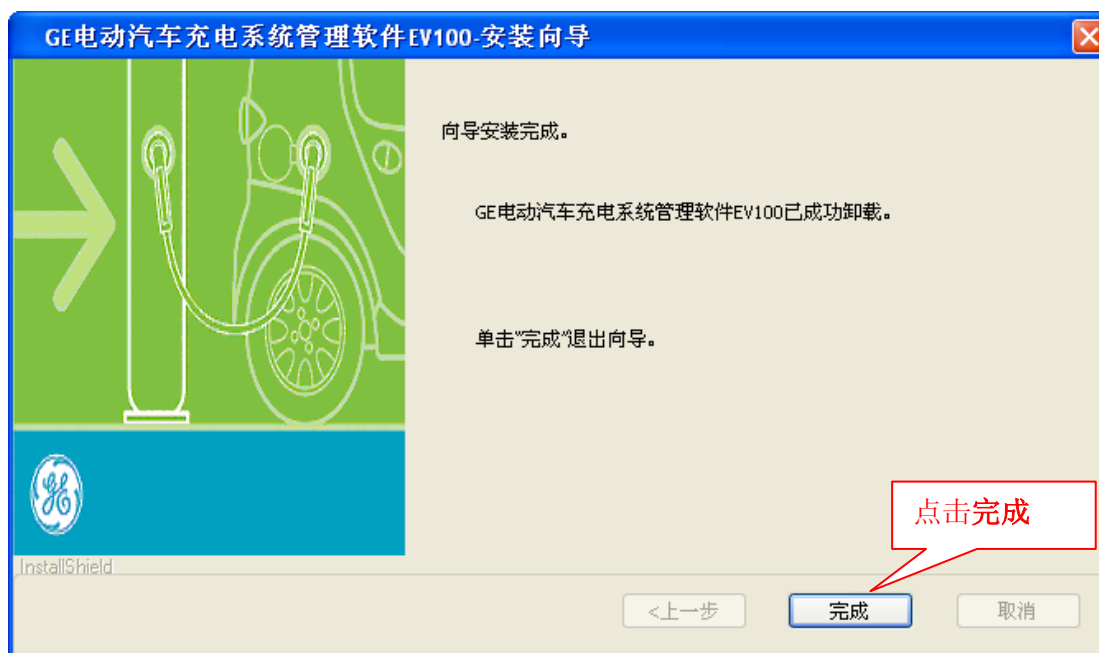 GE电动汽车充电系统管理软件EV100-安装向导
向导安装完成。
GE电动汽车充电系统管理软件EV100已成功卸载。
单击"完成"退出向导。
点击完成
InstallShield
<上一步
完成
取消